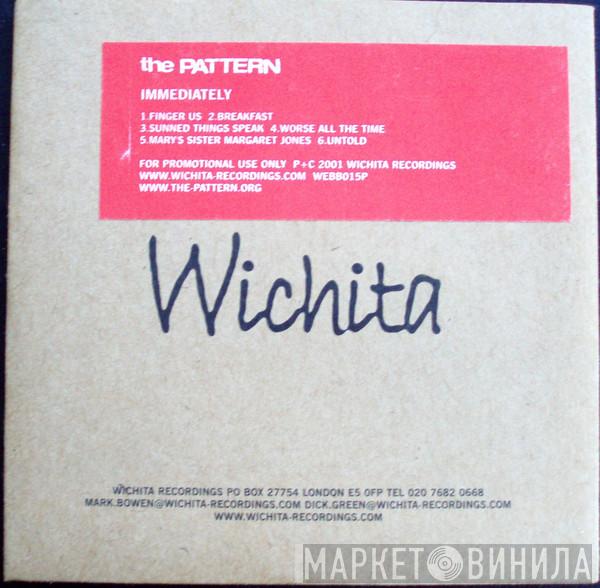 the PATTERN
IMMEDIATELY
1.FINGER US 2.BREAKFAST
3.SUNNED THINGS SPEAK 4.WORSE ALL THE TIME
5.MARY'S SISTER MARGARET JONES 6.UNTOLD
FOR PROMOTIONAL USE ONLY P+C 2001 WICHITA RECORDINGS
WWW.WICHITA-RECORDINGS.COM WEBB015P
WWW.THE-PATTERN.ORG
Wichita
WICHITA RECORDINGS PO BOX 27754 LONDON E5 0FP TEL 020 7682 0668
MARK.BOWEN@WICHITA-RECORDINGS.COM DICK.GREEN@WICHITA-RECORDINGS.COM
WWW.WICHITA-RECORDINGS.COM
МАРКЕТ ВИНИЛА